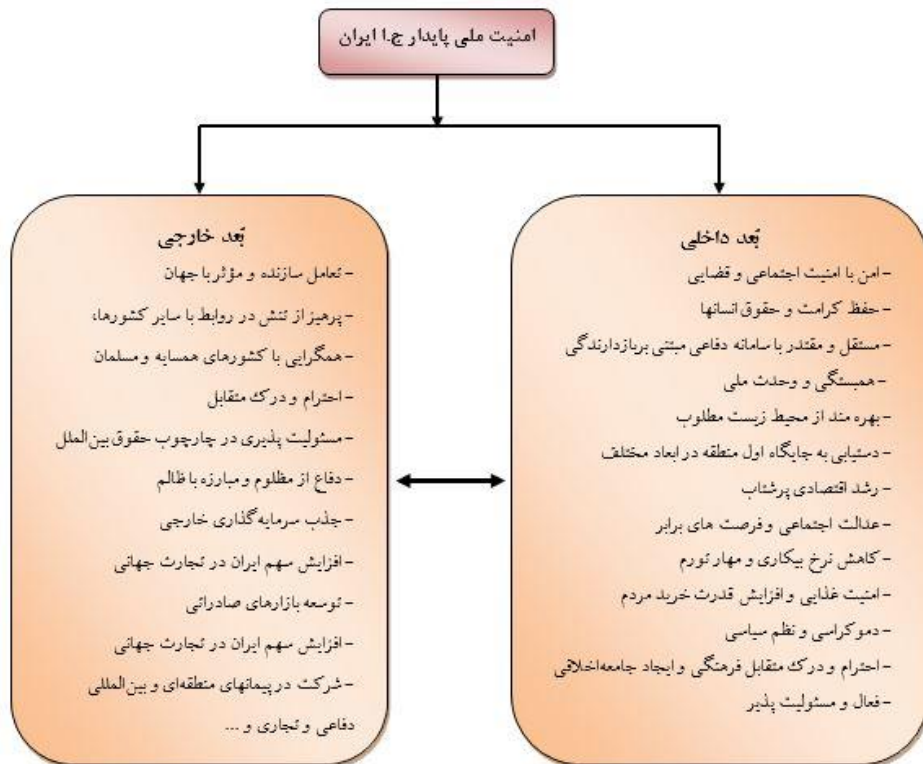 امنیت ملی پایدار ج.ا ایران
بُعد داخلی
- امن با امنیت اجتماعی و قضایی
- حفظ کرامت و حقوق انسانها
- مستقل و مقتدر با سامانه دفاعی مبتنی بربازدارندگی
- همبستگی و وحدت ملی
- بهره مند از محیط زیست مطلوب
- دستیابی به جایگاه اول منطقه در ابعاد مختلف
- رشد اقتصادی پرشتاب
- عدالت اجتماعی و فرصت های برابر
- کاهش نرخ بیکاری و مهار تورم
- امنیت غذایی و افزایش قدرت خرید مردم
- دموکراسی و نظم سیاسی
- احترام و درک متقابل فرهنگی و ایجاد جامعه‌اخلاقی
- فعال و مسئولیت پذیر
بُعد خارجی
- تعامل سازنده و مؤثر با جهان
- پرهیز از تنش در روابط با سایر کشورها،
- همگرایی با کشورهای همسایه و مسلمان
- احترام و درک متقابل
- مسئولیت پذیری در چارچوب حقوق بین‌الملل
- دفاع از مظلوم و مبارزه با ظالم
- جذب سرمایه گذاری خارجی
- افزایش سهم ایران در تجارت جهانی
- توسعه بازارهای صادراتی
- افزایش سهم ایران در تجارت جهانی
- شرکت در پیمانهای منطقه‌ای و بین‌المللی
دفاعی و تجاری و ...